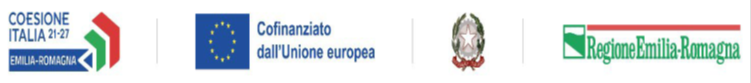 COESIONE
ITALIA 21-27
EMILIA-ROMAGNA
Cofinanziato
dall'Unione europea
RegioneEmilia-Romagna